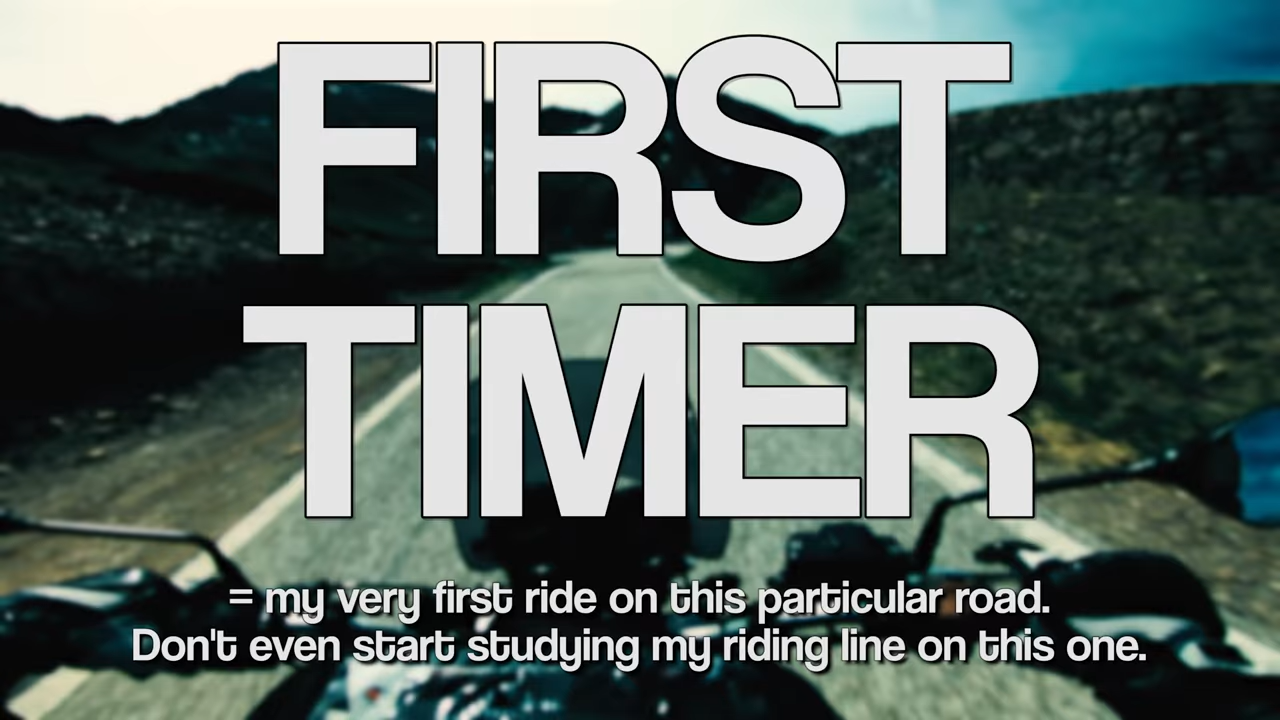 FIRST
TIMER
= my very first ride on this particular road.
Don't even start studying my riding line on this one.